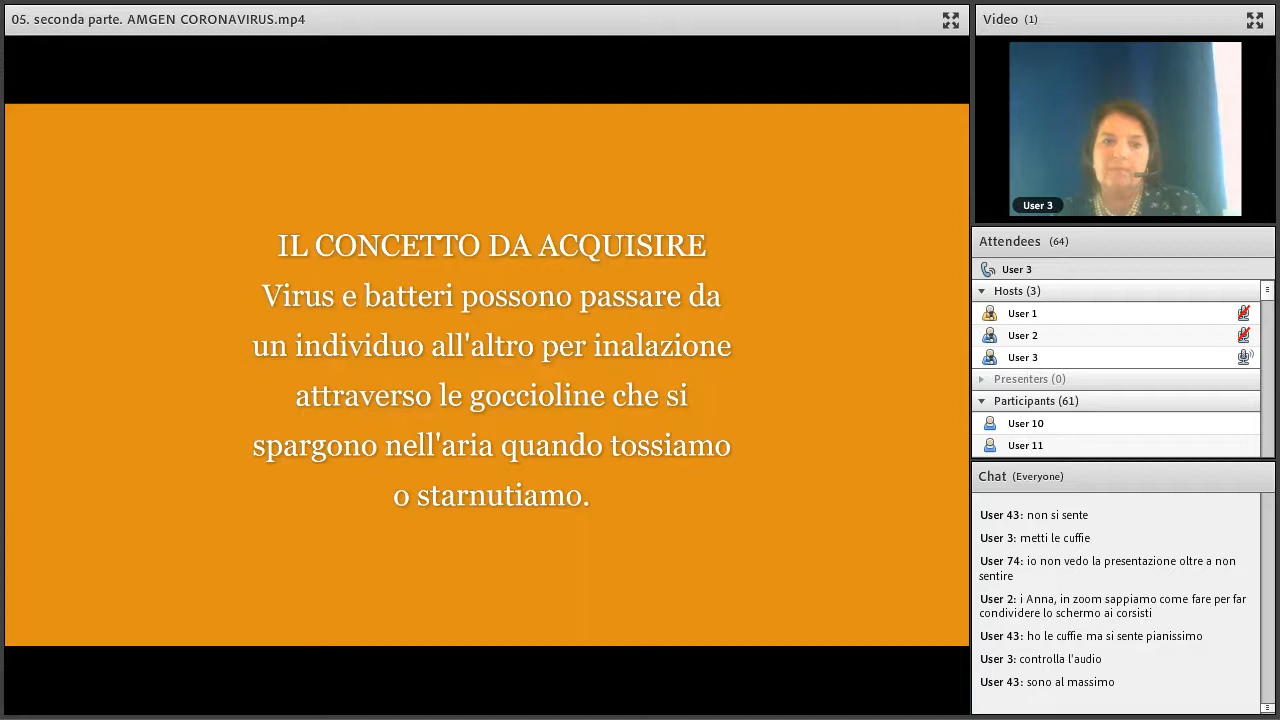 05. seconda parte. AMGEN CORONAVIRUS.mp4
IL CONCETTO DA ACQUISIRE
Virus e batteri possono passare da
un individuo all'altro per inalazione
attraverso le goccioline che si
spargono nell'aria quando tossiamo
o starnutiamo.
Video (1)
User 3
Attendees (64)
User 3
Hosts (3)
User 1
User 2
User 3
Presenters (0)
Participants (61)
User 10
User 11
Chat (Everyone)
User 43: non si sente
User 3: metti le cuffie
User 74: io non vedo la presentazione oltre a non
sentire
User 2: i Anna, in zoom sappiamo come fare per far
condividere lo schermo ai corsisti
User 43: ho le cuffie ma si sente pianissimo
User 3: controlla l'audio
User 43: sono al massimo